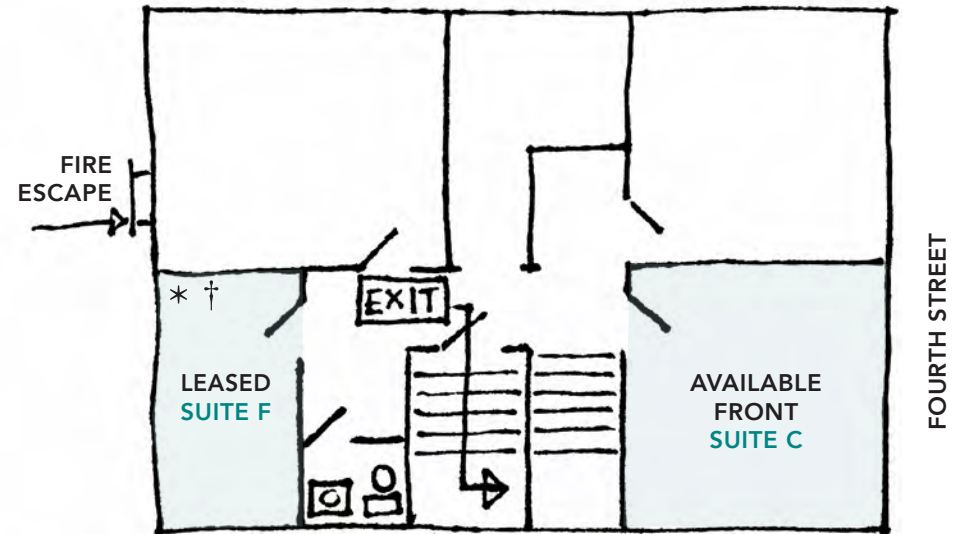 FIRE
ESCAPE
EXIT
* †
LEASED
SUITE F
AVAILABLE
FRONT
SUITE C
FOURTH STREET